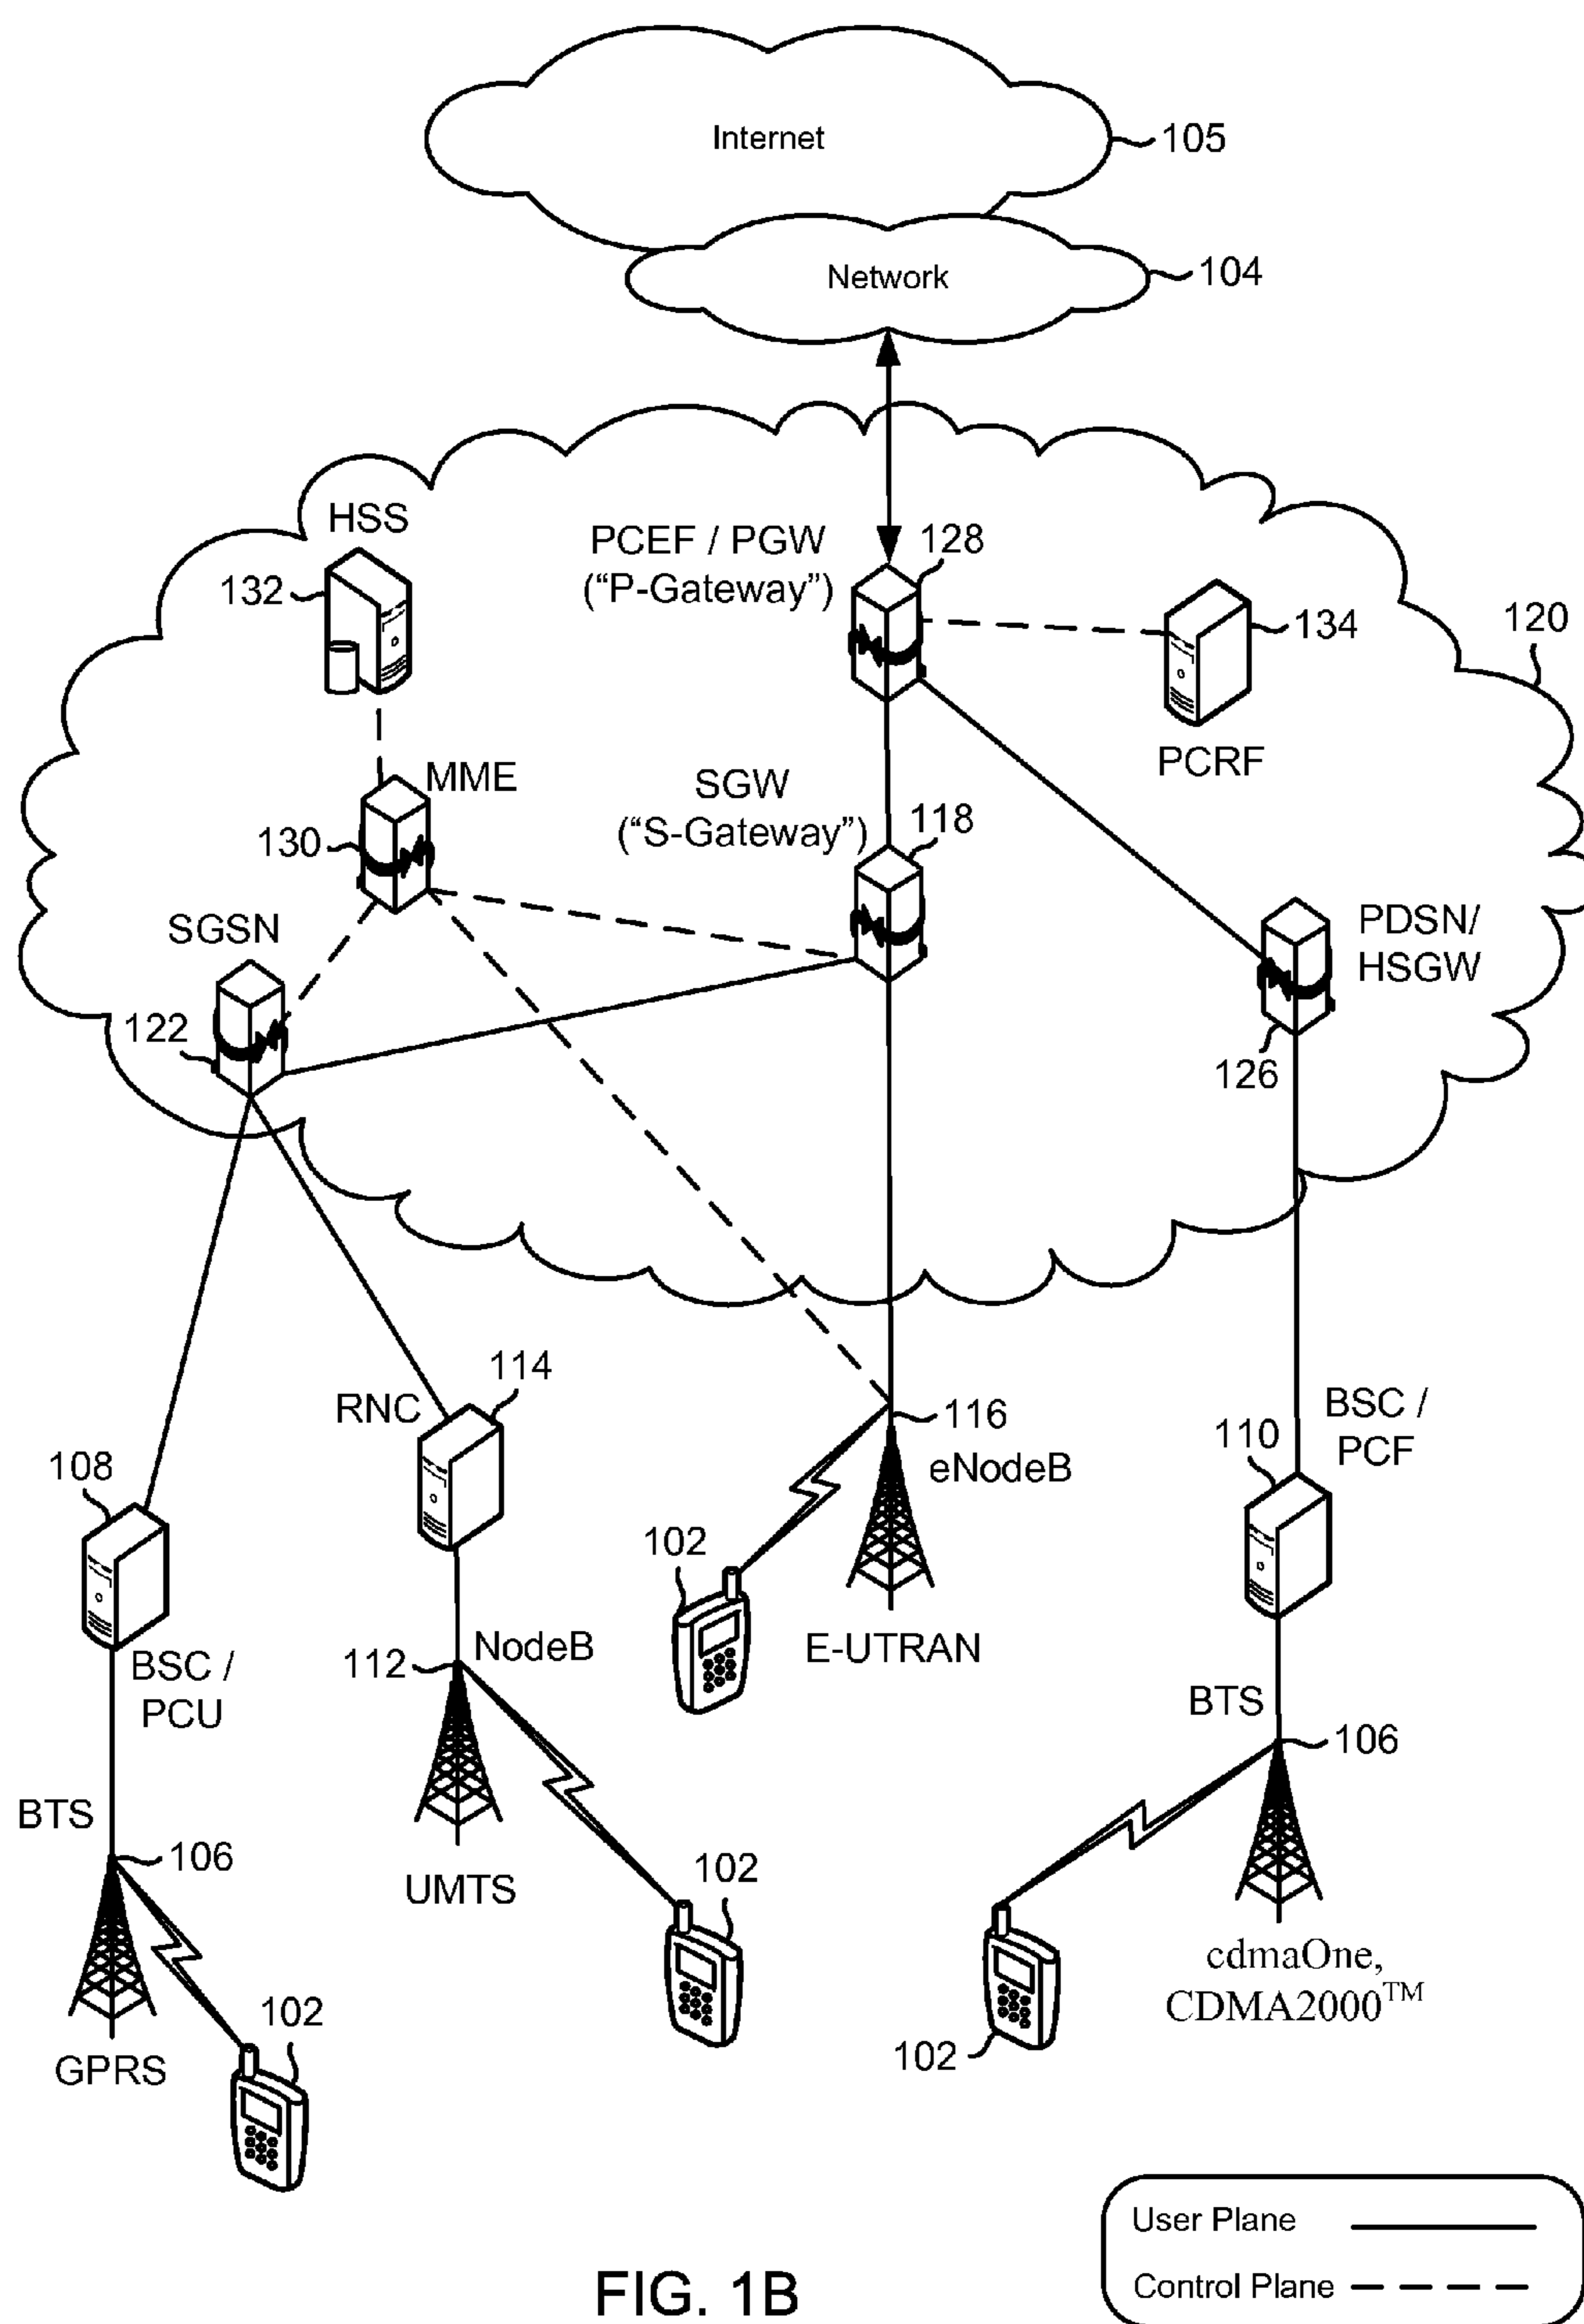 Internet
105
Network
104
HSS
132
PCEF / PGW
(“P-Gateway”)
128
134
PCRF
120
MME
130
SGW
(“S-Gateway”)
118
SGSN
122
PDSN/
HSGW
126
114
RNC
116
eNodeB
BSC /
PCF
110
108
102
E-UTRAN
NodeB
112
BSC /
PCU
BTS
106
BTS
106
UMTS
102
cdmaOne,
CDMA2000™
102
GPRS
102
User Plane
Control Plane
FIG. 1B